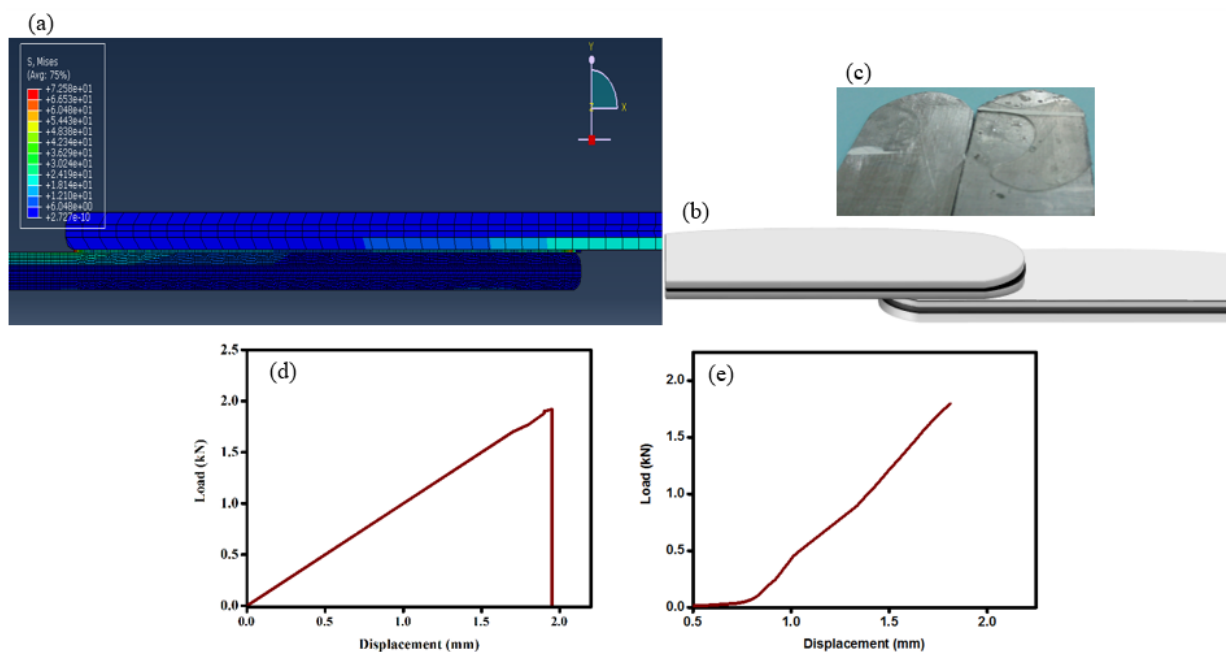 (a)
S, Mises
(Avg: 75%)
+7.258e+01
+6.653e+01
+6.048e+01
+5.443e+01
+4.838e+01
+4.234e+01
+3.629e+01
+3.024e+01
+2.419e+01
+1.814e+01
+1.210e+01
+6.048e+00
+2.727e-10
Y
Z
X
(c)
(b)
(d)
2.5
2.0
1.5
1.0
0.5
0.0
Load (kN)
0.0 0.5 1.0 1.5 2.0
Displacement (mm)
(e)
2.0
1.5
1.0
0.5
0.0
Load (kN)
0.5 1.0 1.5 2.0
Displacement (mm)